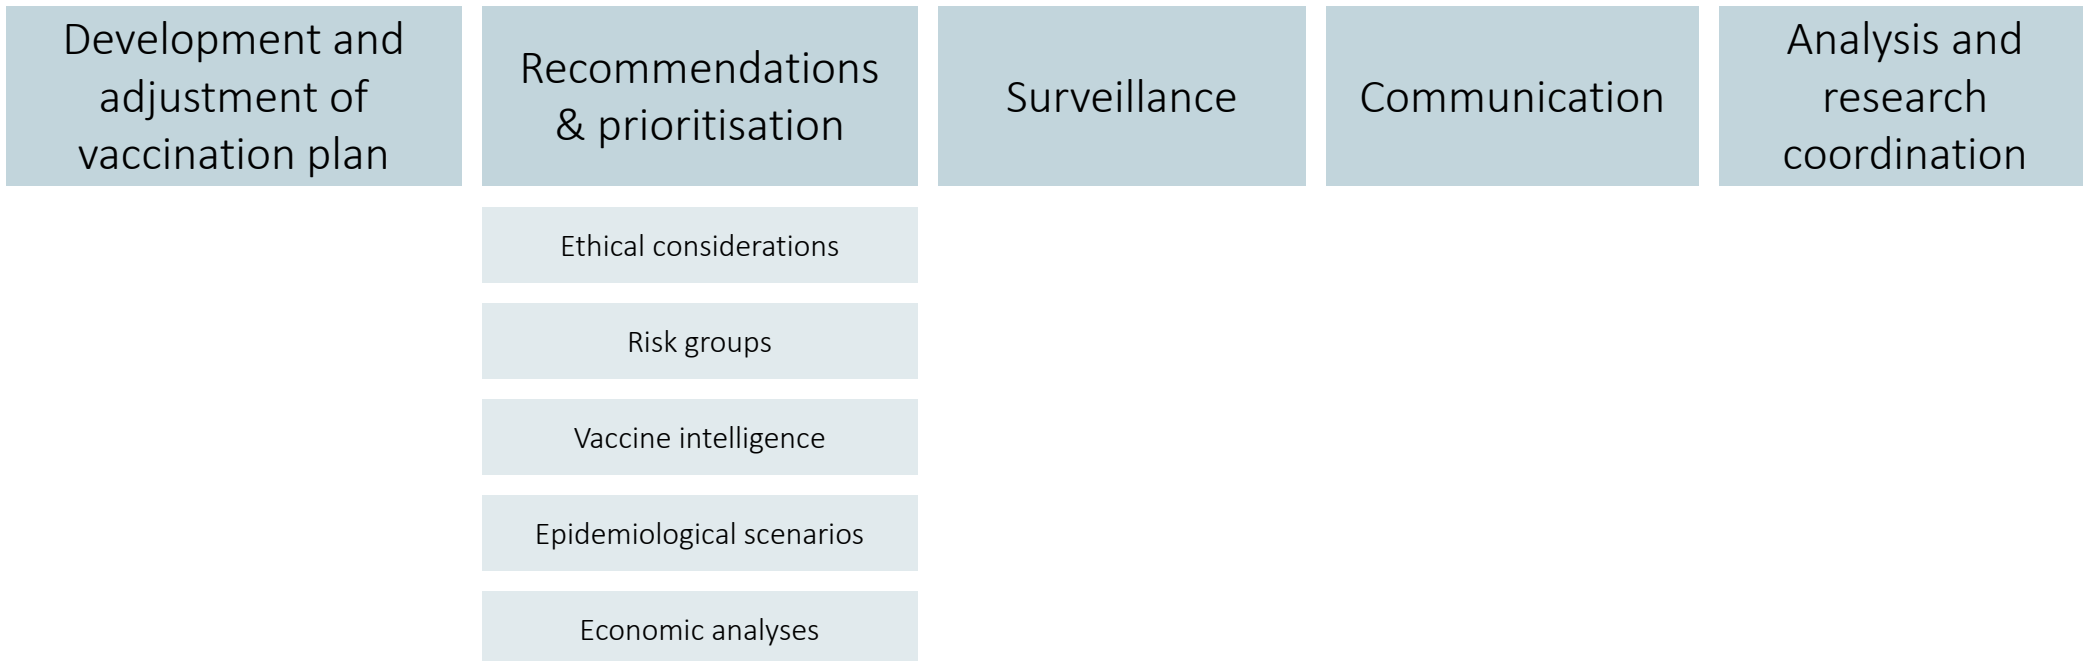 Development and
adjustment of
vaccination plan
Recommendations
& prioritisation
Surveillance
Communication
Analysis and
research
coordination
Ethical considerations
Risk groups
Vaccine intelligence
Epidemiological scenarios
Economic analyses